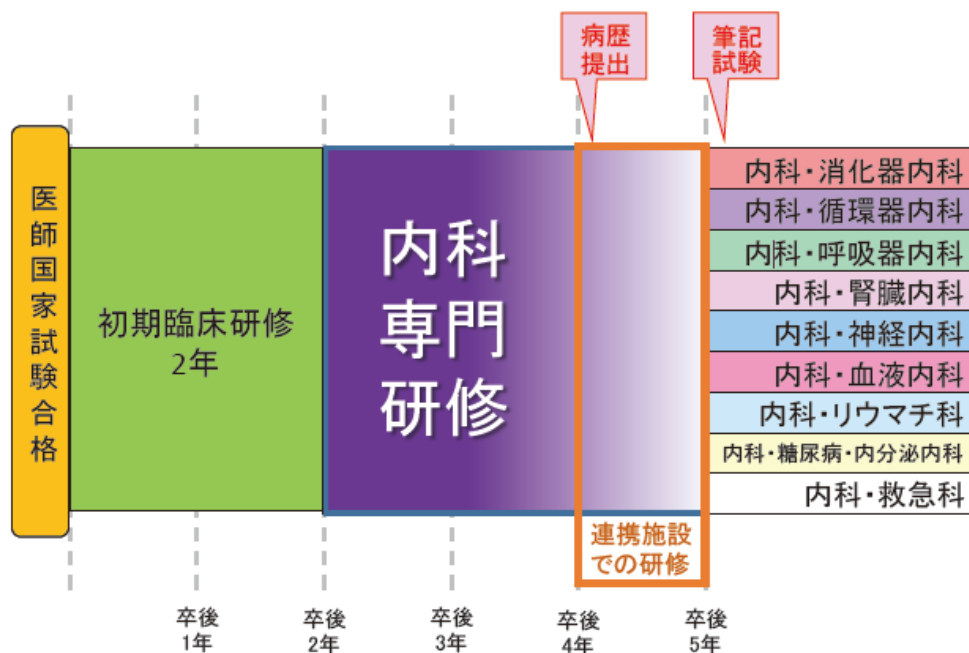 病歴
提出
筆記
試験
医師国家試験合格
初期臨床研修
2年
内科
専門
研修
内科・消化器内科
内科・循環器内科
内科・呼吸器内科
内科・腎臓内科
内科・神経内科
内科・血液内科
内科・リウマチ科
内科・糖尿病・内分泌内科
内科・救急科
連携施設
での研修
卒後
1年
卒後
2年
卒後
3年
卒後
4年
卒後
5年